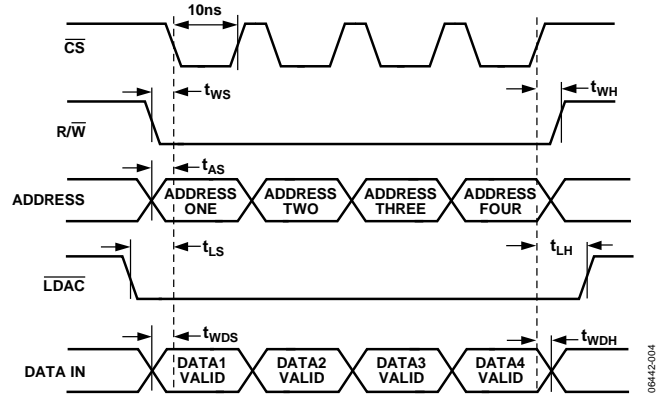 10ns
CS
tWS
tWH
R/W
tAS
ADDRESS
ADDRESS ONE
ADDRESS TWO
ADDRESS THREE
ADDRESS FOUR
tLS
tLH
LDAC
tWDS
tWDH
DATA IN
DATA1 VALID
DATA2 VALID
DATA3 VALID
DATA4 VALID
06442-004